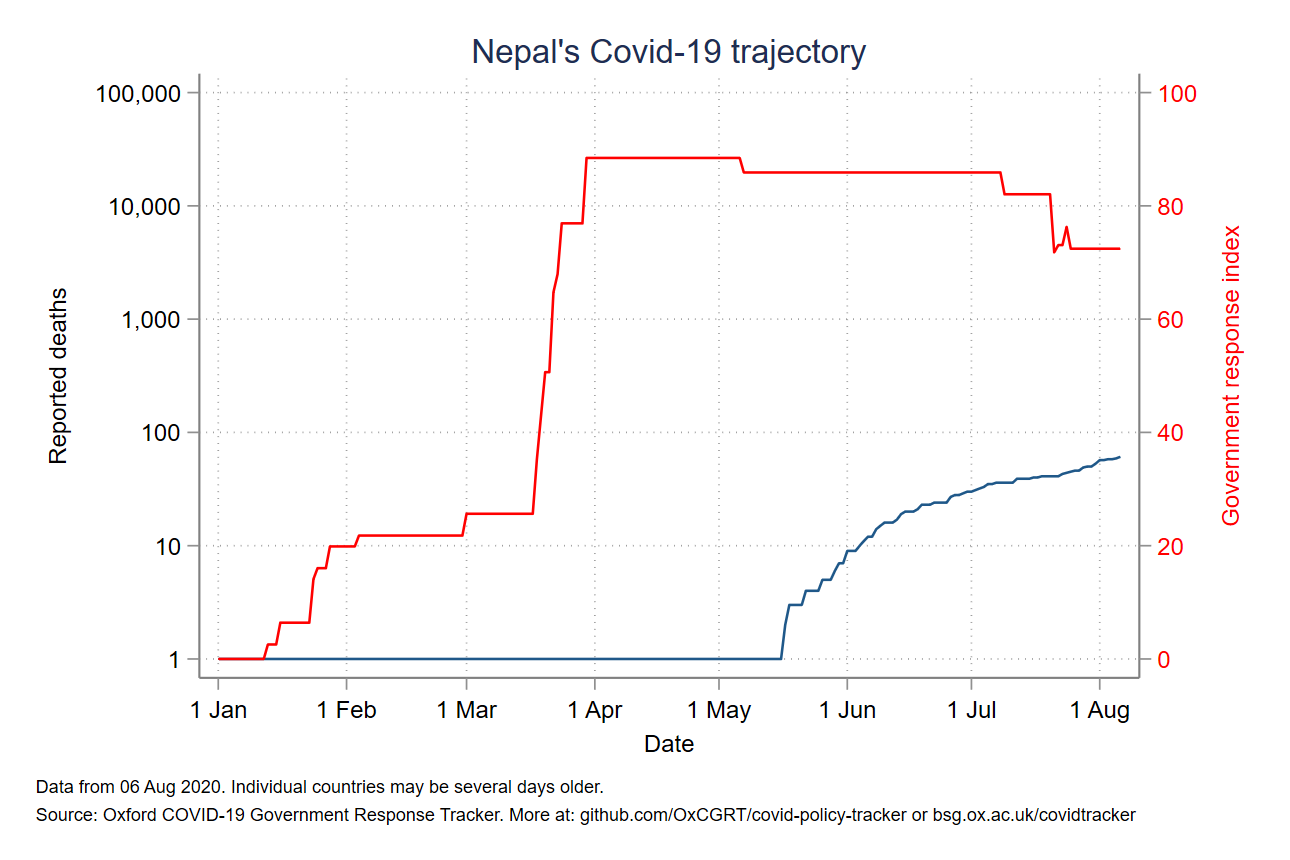 Nepal's Covid-19 trajectory
100,000
10,000
1,000
100
10
1
Reported deaths
100
80
60
40
20
0
Government response index
1 Jan 1 Feb 1 Mar 1 Apr 1 May 1 Jun 1 Jul 1 Aug
Date
Data from 06 Aug 2020. Individual countries may be several days older.
Source: Oxford COVID-19 Government Response Tracker. More at: github.com/OxCGRT/covid-policy-tracker or bsg.ox.ac.uk/covidtracker